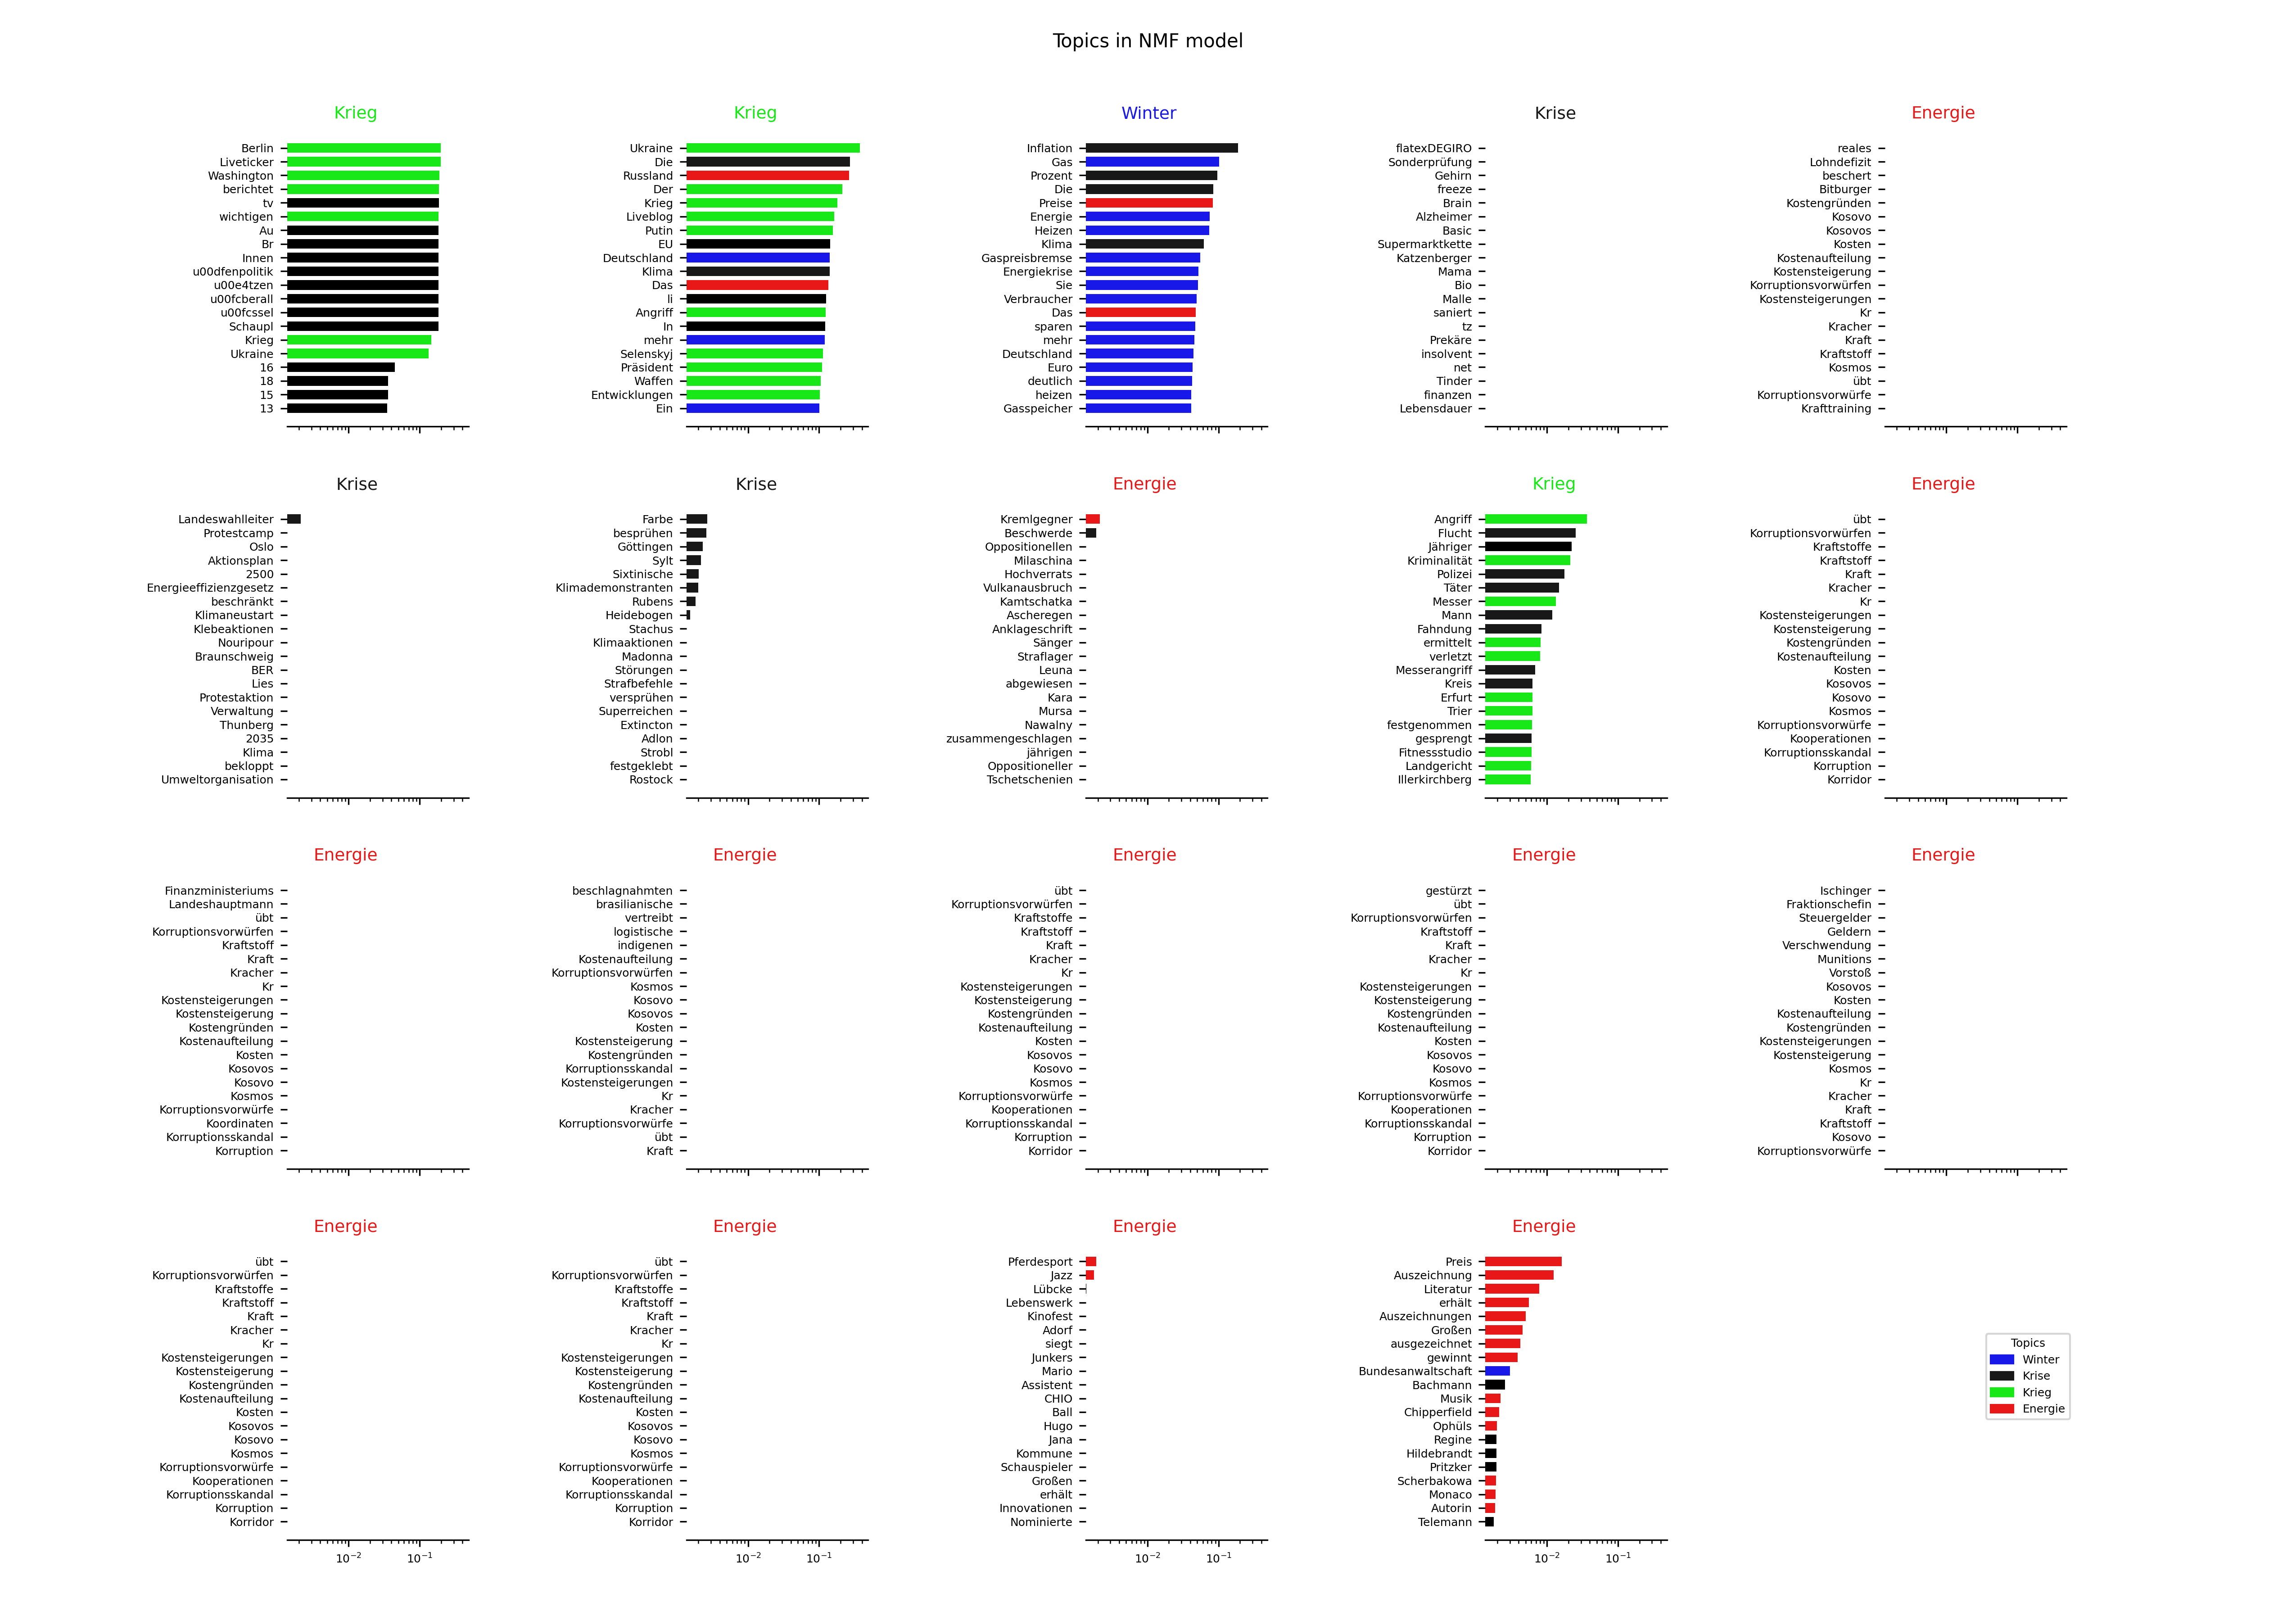 Topics in NMF model
Krieg
Berlin
Liveticker
Washington
berichtet
tv
wichtigen
Au
Br
Innen
u00dfenpolitik
u00e4tzen
u00fcberall
u00fcssel
Schaupl
Krieg
Ukraine
16
18
15
13
Krieg
Ukraine
Die
Russland
Der
Krieg
Liveblog
Putin
EU
Deutschland
Klima
Das
li
Angriff
In
mehr
Selenskyj
Präsident
Waffen
Entwicklungen
Ein
Winter
Inflation
Gas
Prozent
Die
Preise
Energie
Heizen
Klima
Gaspreisbremse
Energiekrise
Sie
Verbraucher
Das
sparen
mehr
Deutschland
Euro
deutlich
heizen
Gasspeicher
Krise
flatexDEGIRO
Sonderprüfung
Gehirn
freeze
Brain
Alzheimer
Basic
Supermarktkette
Katzenberger
Mama
Bio
Malle
saniert
tz
Prekäre
insolvent
net
Tinder
finanzen
Lebensdauer
Energie
reales
Lohndefizit
beschert
Bitburger
Kostengründen
Kosovo
Kosovos
Kosten
Kostenaufteilung
Kostensteigerung
Korruptionsvorwürfen
Kostensteigerungen
Kr
Kracher
Kraft
Kraftstoff
Kosmos
übt
Korruptionsvorwürfe
Krafttraining
Krise
Landeswahlleiter
Protestcamp
Oslo
Aktionsplan
2500
Energieeffizienzgesetz
beschränkt
Klimaneustart
Klebeaktionen
Nouripour
Braunschweig
BER
Lies
Protestaktion
Verwaltung
Thunberg
2035
Klima
bekloppt
Umweltorganisation
Krise
Farbe
besprühen
Göttingen
Sylt
Sixtinische
Klimademonstranten
Rubens
Heidebogen
Stachus
Klimaaktionen
Madonna
Störungen
Strafbefehle
versprühen
Superreichen
Extincton
Adlon
Strobl
festgeklebt
Rostock
Energie
Kremlgegner
Beschwerde
Oppositionellen
Milaschina
Hochverrats
Vulkanausbruch
Kamtschatka
Ascheregen
Anklageschrift
Sänger
Straflager
Leuna
abgewiesen
Kara
Mursa
Nawalny
zusammengeschlagen
jährigen
Oppositioneller
Tschetschenien
Krieg
Angriff
Flucht
Jähriger
Kriminalität
Polizei
Täter
Messer
Mann
Fahndung
ermittelt
verletzt
Messerangriff
Kreis
Erfurt
Trier
festgenommen
gesprengt
Fitnessstudio
Landgericht
Illerkirchberg
Energie
übt
Korruptionsvorwürfen
Kraftstoffe
Kraftstoff
Kraft
Kracher
Kr
Kostensteigerungen
Kostensteigerung
Kostengründen
Kostenaufteilung
Kosten
Kosovos
Kosovo
Kosmos
Korruptionsvorwürfe
Kooperationen
Korruptionsskandal
Korruption
Korridor
Energie
Finanzministeriums
Landeshauptmann
übt
Korruptionsvorwürfen
Kraftstoff
Kraft
Kracher
Kr
Kostensteigerungen
Kostensteigerung
Kostengründen
Kostenaufteilung
Kosten
Kosovos
Kosovo
Kosmos
Korruptionsvorwürfe
Koordinaten
Korruptionsskandal
Korruption
Energie
beschlagnahmten
brasilianische
vertreibt
logistische
indigenen
Kostenaufteilung
Korruptionsvorwürfen
Kosmos
Kosovo
Kosovos
Kosten
Kostensteigerung
Kostengründen
Korruptionsskandal
Kostensteigerungen
Kr
Kracher
Korruptionsvorwürfe
übt
Kraft
Energie
übt
Korruptionsvorwürfen
Kraftstoffe
Kraftstoff
Kraft
Kracher
Kr
Kostensteigerungen
Kostensteigerung
Kostengründen
Kostenaufteilung
Kosten
Kosovos
Kosovo
Kosmos
Korruptionsvorwürfe
Kooperationen
Korruptionsskandal
Korruption
Korridor
Energie
gestürzt
übt
Korruptionsvorwürfen
Kraftstoff
Kraft
Kracher
Kr
Kostensteigerungen
Kostensteigerung
Kostengründen
Kostenaufteilung
Kosten
Kosovos
Kosovo
Kosmos
Korruptionsvorwürfe
Kooperationen
Korruptionsskandal
Korruption
Korridor
Energie
Ischinger
Fraktionschefin
Steuergelder
Geldern
Verschwendung
Munitions
Vorstoß
Kosovos
Kosten
Kostenaufteilung
Kostengründen
Kostensteigerungen
Kostensteigerung
Kosmos
Kr
Kracher
Kraft
Kraftstoff
Kosovo
Korruptionsvorwürfe
Energie
übt
Korruptionsvorwürfen
Kraftstoffe
Kraftstoff
Kraft
Kracher
Kr
Kostensteigerungen
Kostensteigerung
Kostengründen
Kostenaufteilung
Kosten
Kosovos
Kosovo
Kosmos
Korruptionsvorwürfe
Kooperationen
Korruptionsskandal
Korruption
Korridor
10⁻² 10⁻¹
Energie
übt
Korruptionsvorwürfen
Kraftstoffe
Kraftstoff
Kraft
Kracher
Kr
Kostensteigerungen
Kostensteigerung
Kostengründen
Kostenaufteilung
Kosten
Kosovos
Kosovo
Kosmos
Korruptionsvorwürfe
Kooperationen
Korruptionsskandal
Korruption
Korridor
10⁻² 10⁻¹
Energie
Pferdesport
Jazz
Lübcke
Lebenswerk
Kinofest
Adorf
siegt
Junkers
Mario
Assistent
CHIO
Ball
Hugo
Jana
Kommune
Schauspieler
Großen
erhält
Innovationen
Nominierte
10⁻² 10⁻¹
Energie
Preis
Auszeichnung
Literatur
erhält
Auszeichnungen
Großen
ausgezeichnet
gewinnt
Bundesanwaltschaft
Bachmann
Musik
Chipperfield
Ophüls
Regine
Hildebrandt
Pritzker
Scherbakowa
Monaco
Autorin
Telemann
10⁻² 10⁻¹
Topics
Winter
Krise
Krieg
Energie